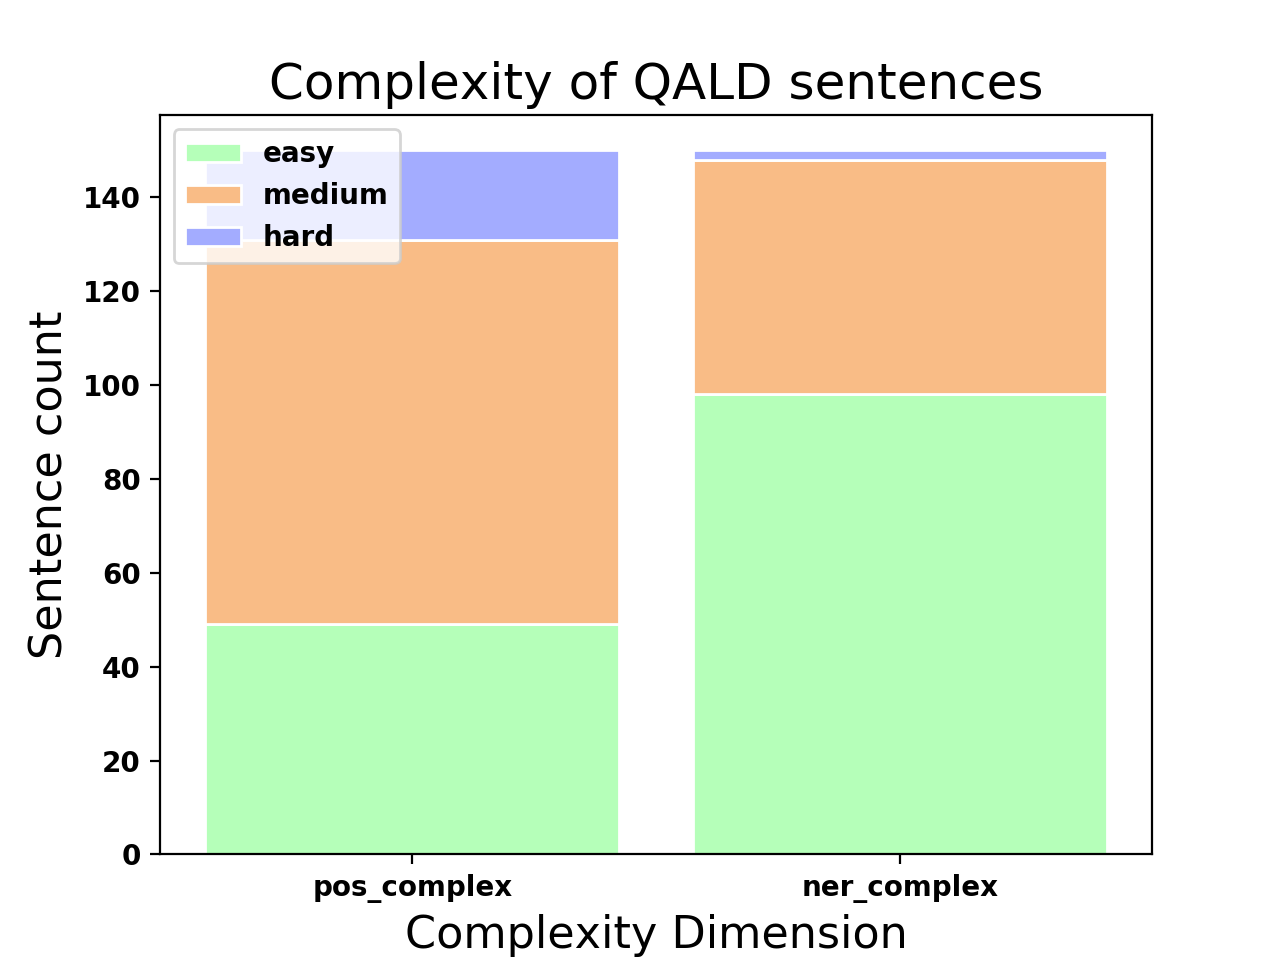 Complexity of QALD sentences
easy
medium
hard
140
120
100
80
60
40
20
0
Sentence count
pos_complex
ner_complex
Complexity Dimension